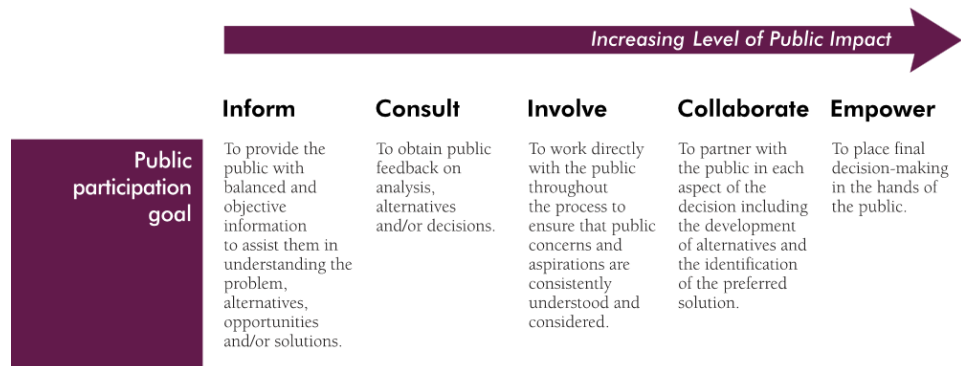 Increasing Level of Public Impact
Inform
Consult
Involve
Collaborate
Empower
Public
participation
goal
To provide the
public with
balanced and
objective
information
to assist them in
understanding the
problem,
alternatives,
opportunities
and/or solutions.
To obtain public
feedback on
analysis,
alternatives
and/or decisions.
To work directly
with the public
throughout
the process to
ensure that public
concerns and
aspirations are
consistently
understood and
considered.
To partner with
the public in each
aspect of the
decision including
the development
of alternatives and
the identification
of the preferred
solution.
To place final
decision-making
in the hands of
the public.